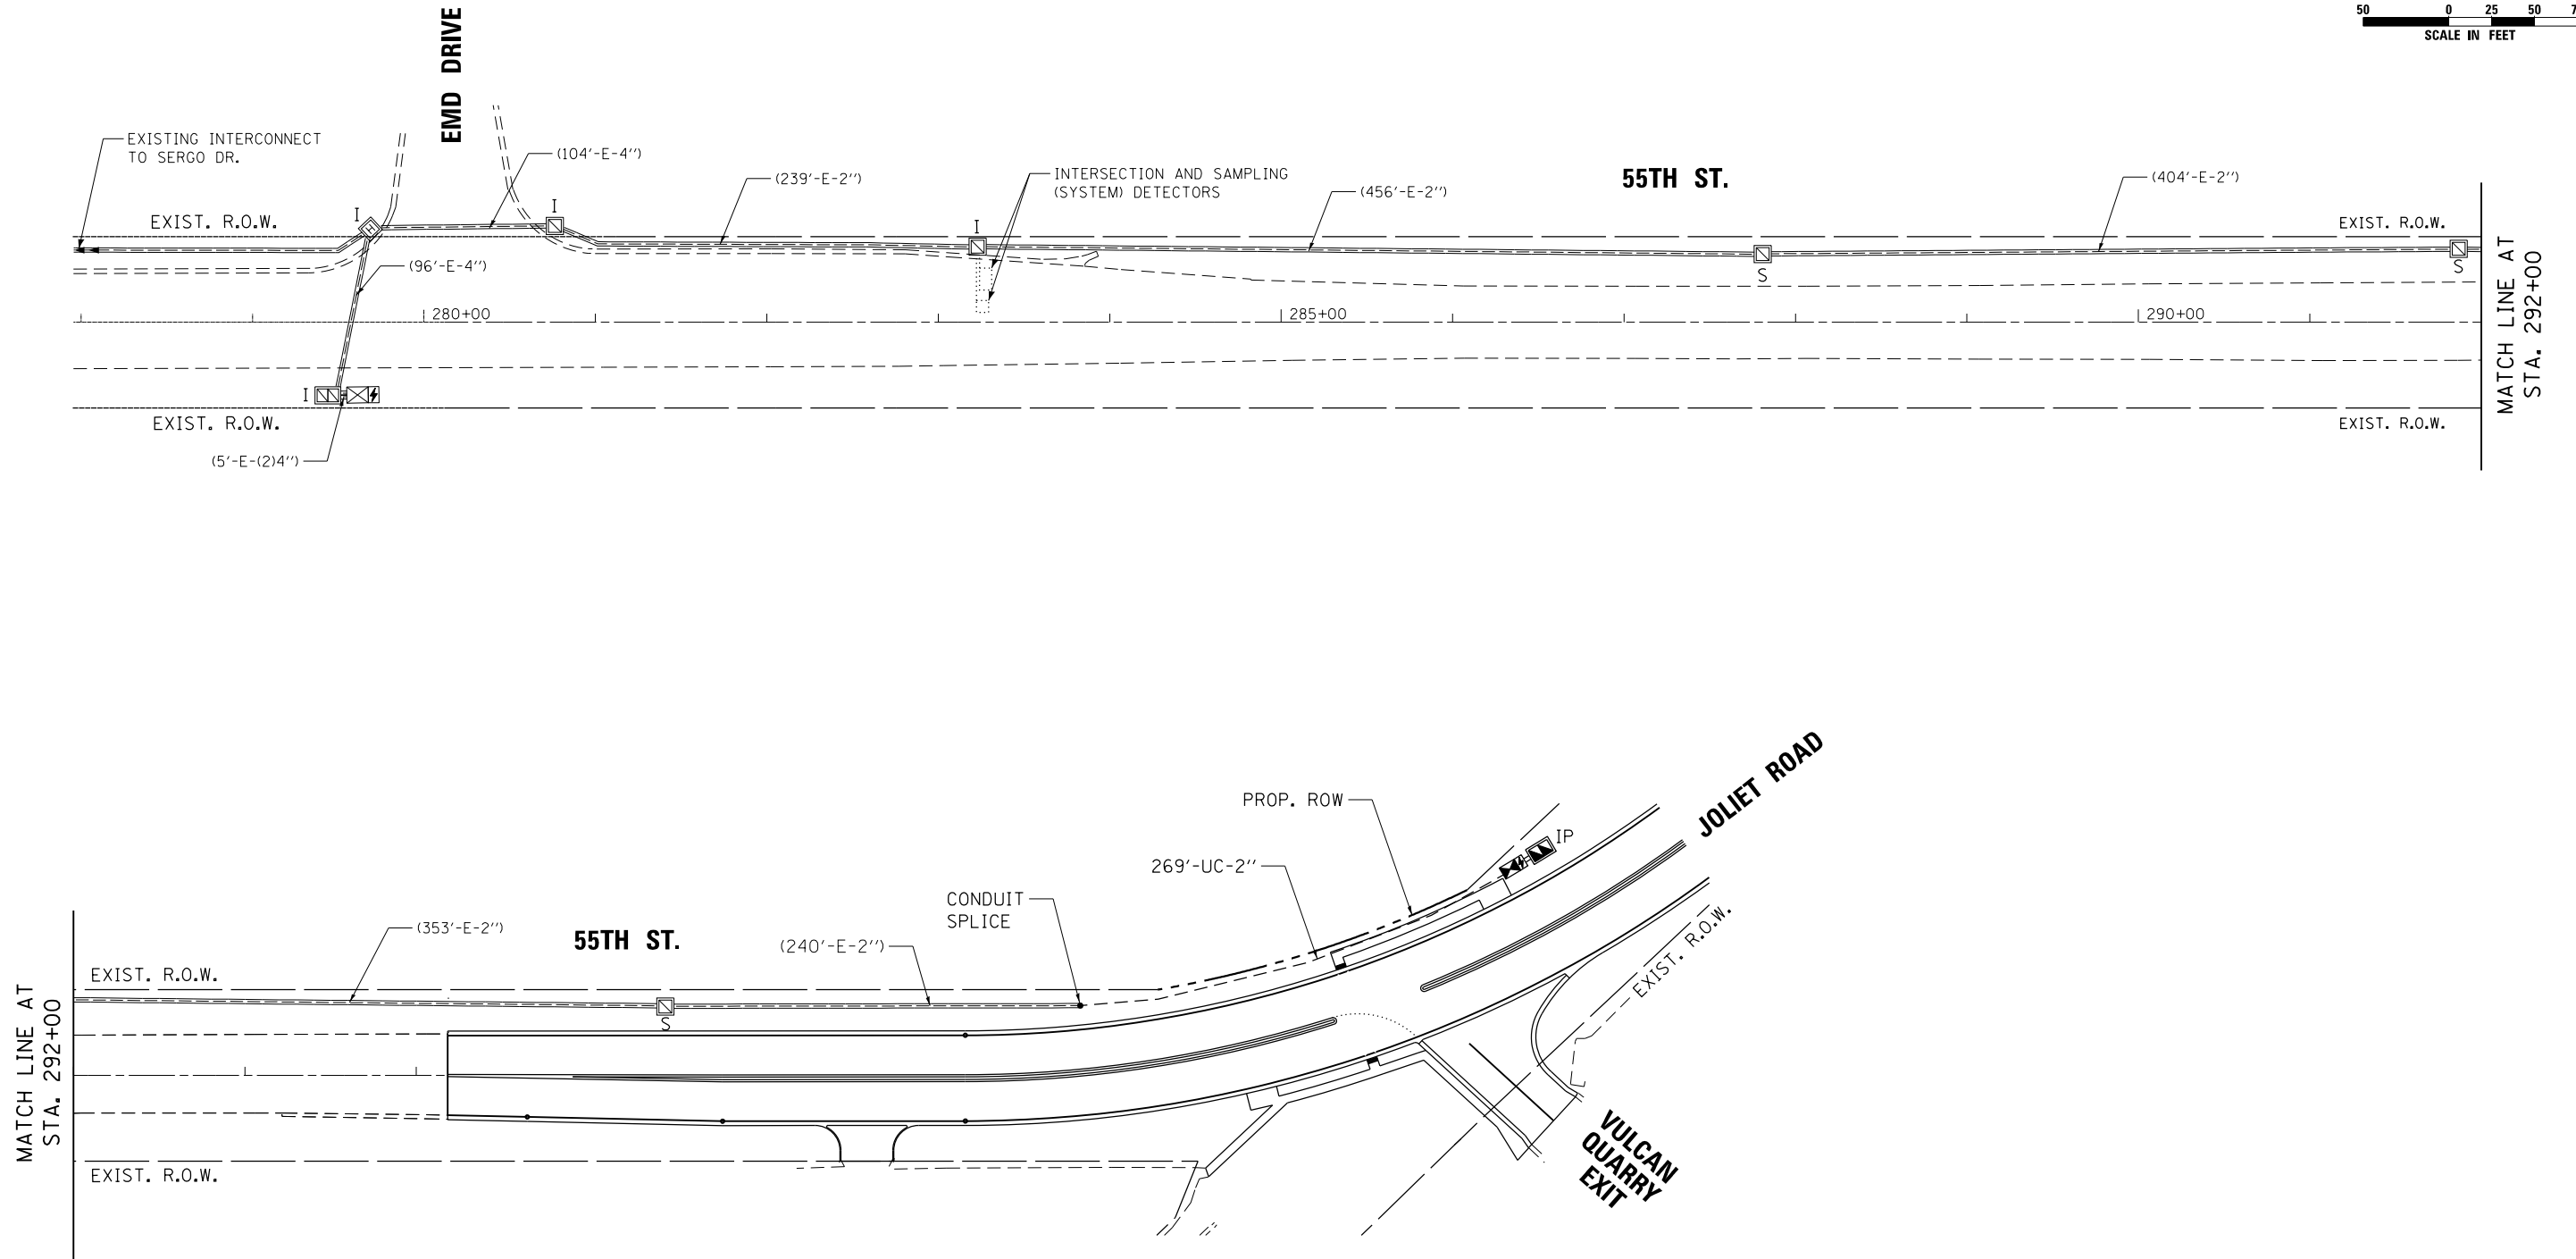 50 0 25 50
SCALE IN FEET
EMD DRIVE
EXISTING INTERCONNECT
TO SERGO DR.
(104'-E-4'')
(239'-E-2'')
INTERSECTION AND SAMPLING
(SYSTEM) DETECTORS
(456'-E-2'')
55TH ST.
(404'-E-2'')
EXIST. R.O.W.
I
H
I
I
EXIST. R.O.W.
(96'-E-4'')
S
S
280+00
285+00
290+00
MATCH LINE AT
STA. 292+00
I
EXIST. R.O.W.
EXIST. R.O.W.
(5'-E-(2)4'')
JOLIET ROAD
PROP. ROW
IP
269'-UC-2''
CONDUIT
SPLICE
(353'-E-2'')
55TH ST.
(240'-E-2'')
EXIST. R.O.W.
EXIST. R.O.W.
MATCH LINE AT
STA. 292+00
S
EXIST. R.O.W.
VULCAN
QUARRY
EXIT